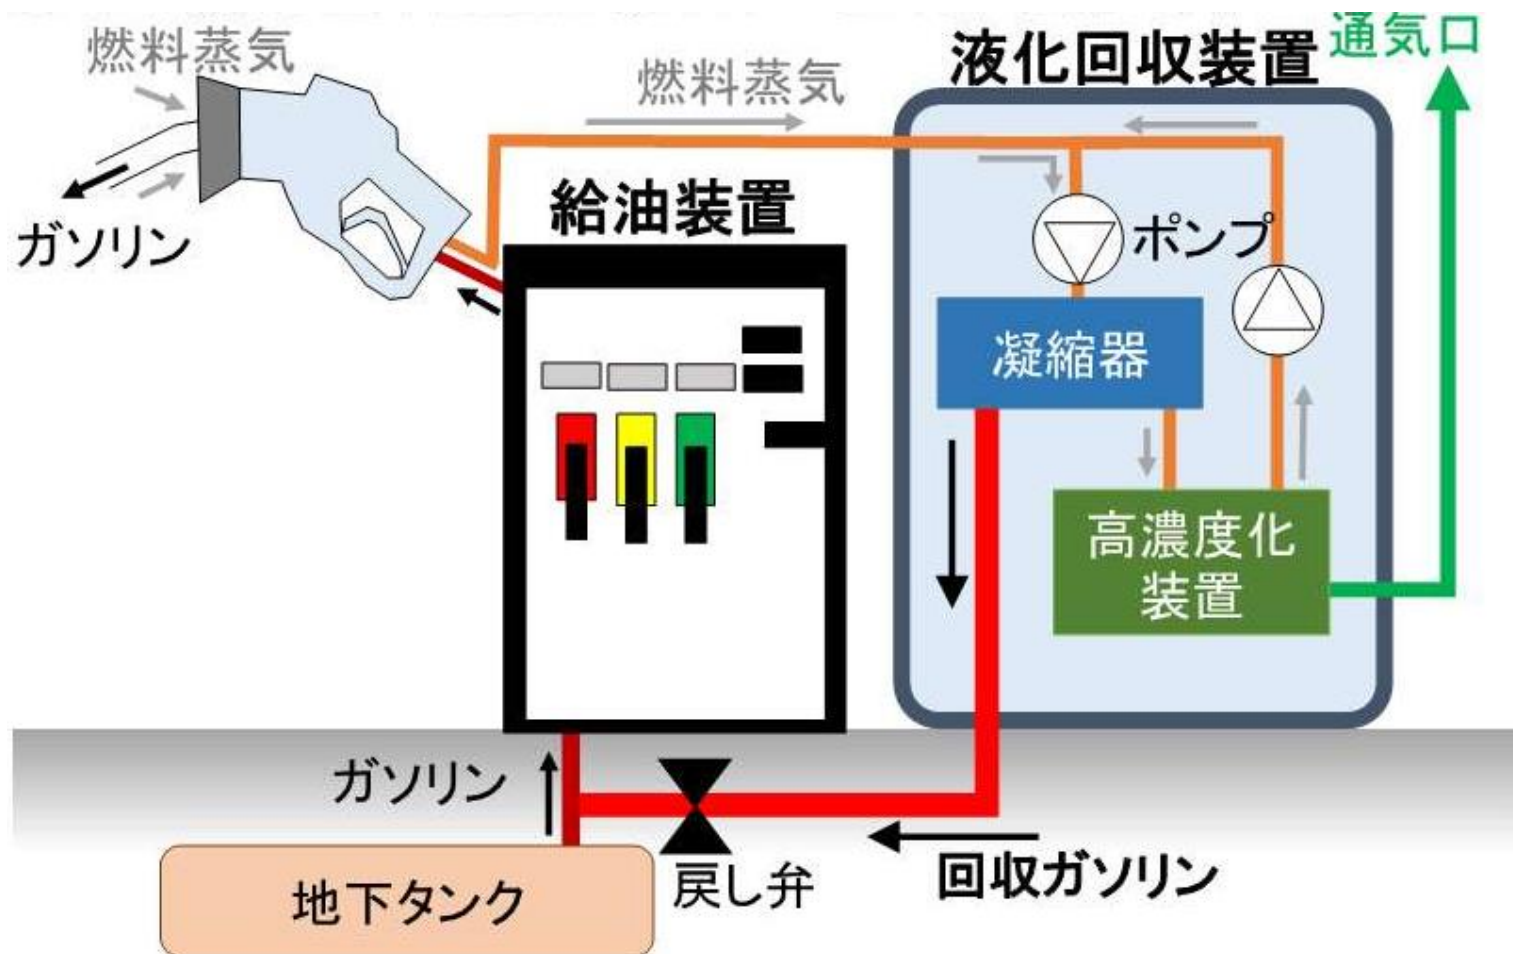 燃料蒸気
燃料蒸気
液化回収装置
通気口
ガソリン
給油装置
ポンプ
凝縮器
高濃度化
装置
ガソリン
戻し弁
回収ガソリン
地下タンク